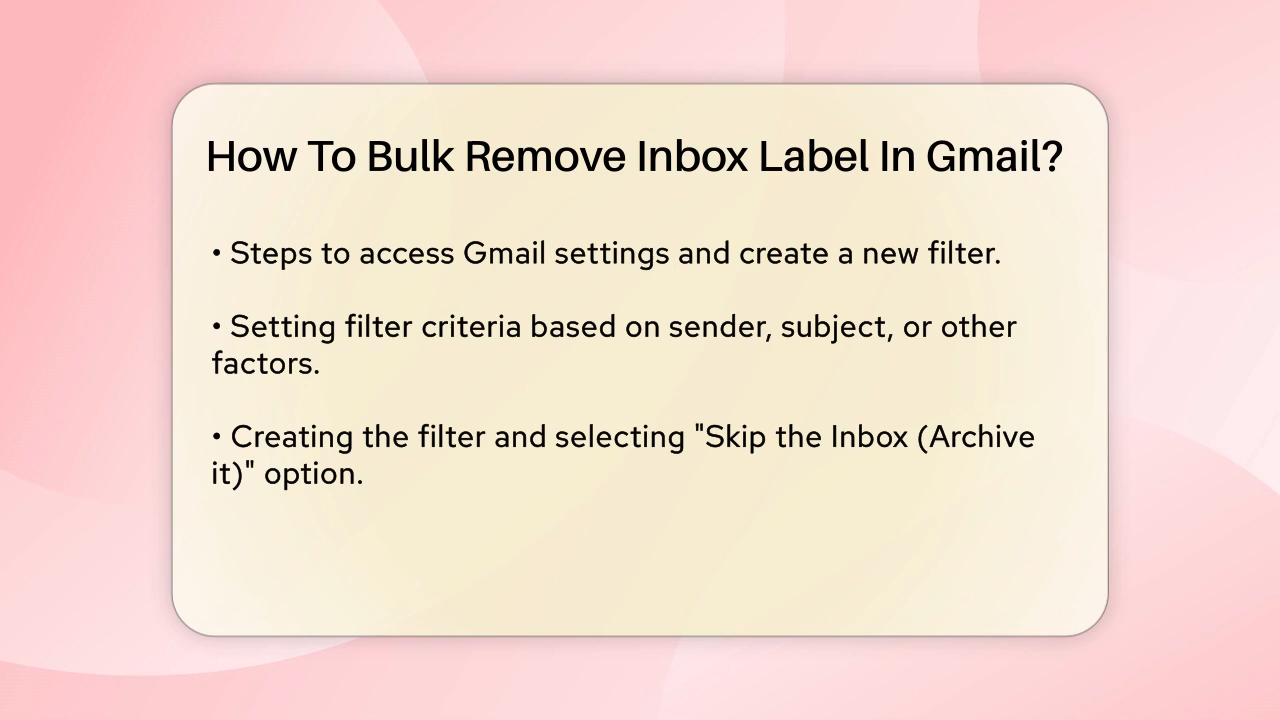 How To Bulk Remove Inbox Label In Gmail?
• Steps to access Gmail settings and create a new filter.
• Setting filter criteria based on sender, subject, or other
factors.
• Creating the filter and selecting "Skip the Inbox (Archive
it)" option.